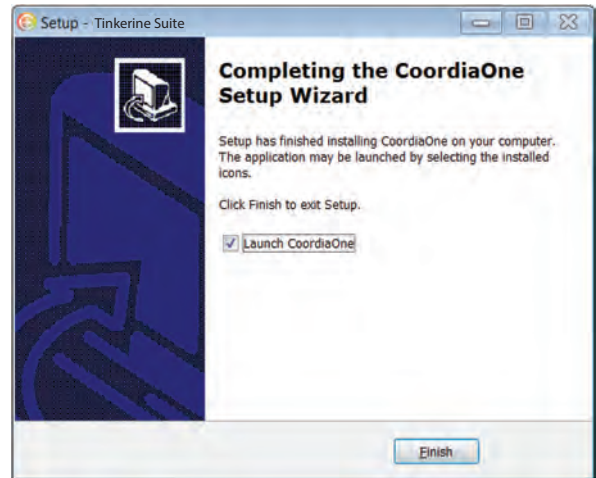 Setup - Tinkerine Suite
Completing the CoordiaOne
Setup Wizard
Setup has finished installing CoordiaOne on your computer.
The application may be launched by selecting the installed
icons.
Click Finish to exit Setup.
Launch CoordiaOne
Finish